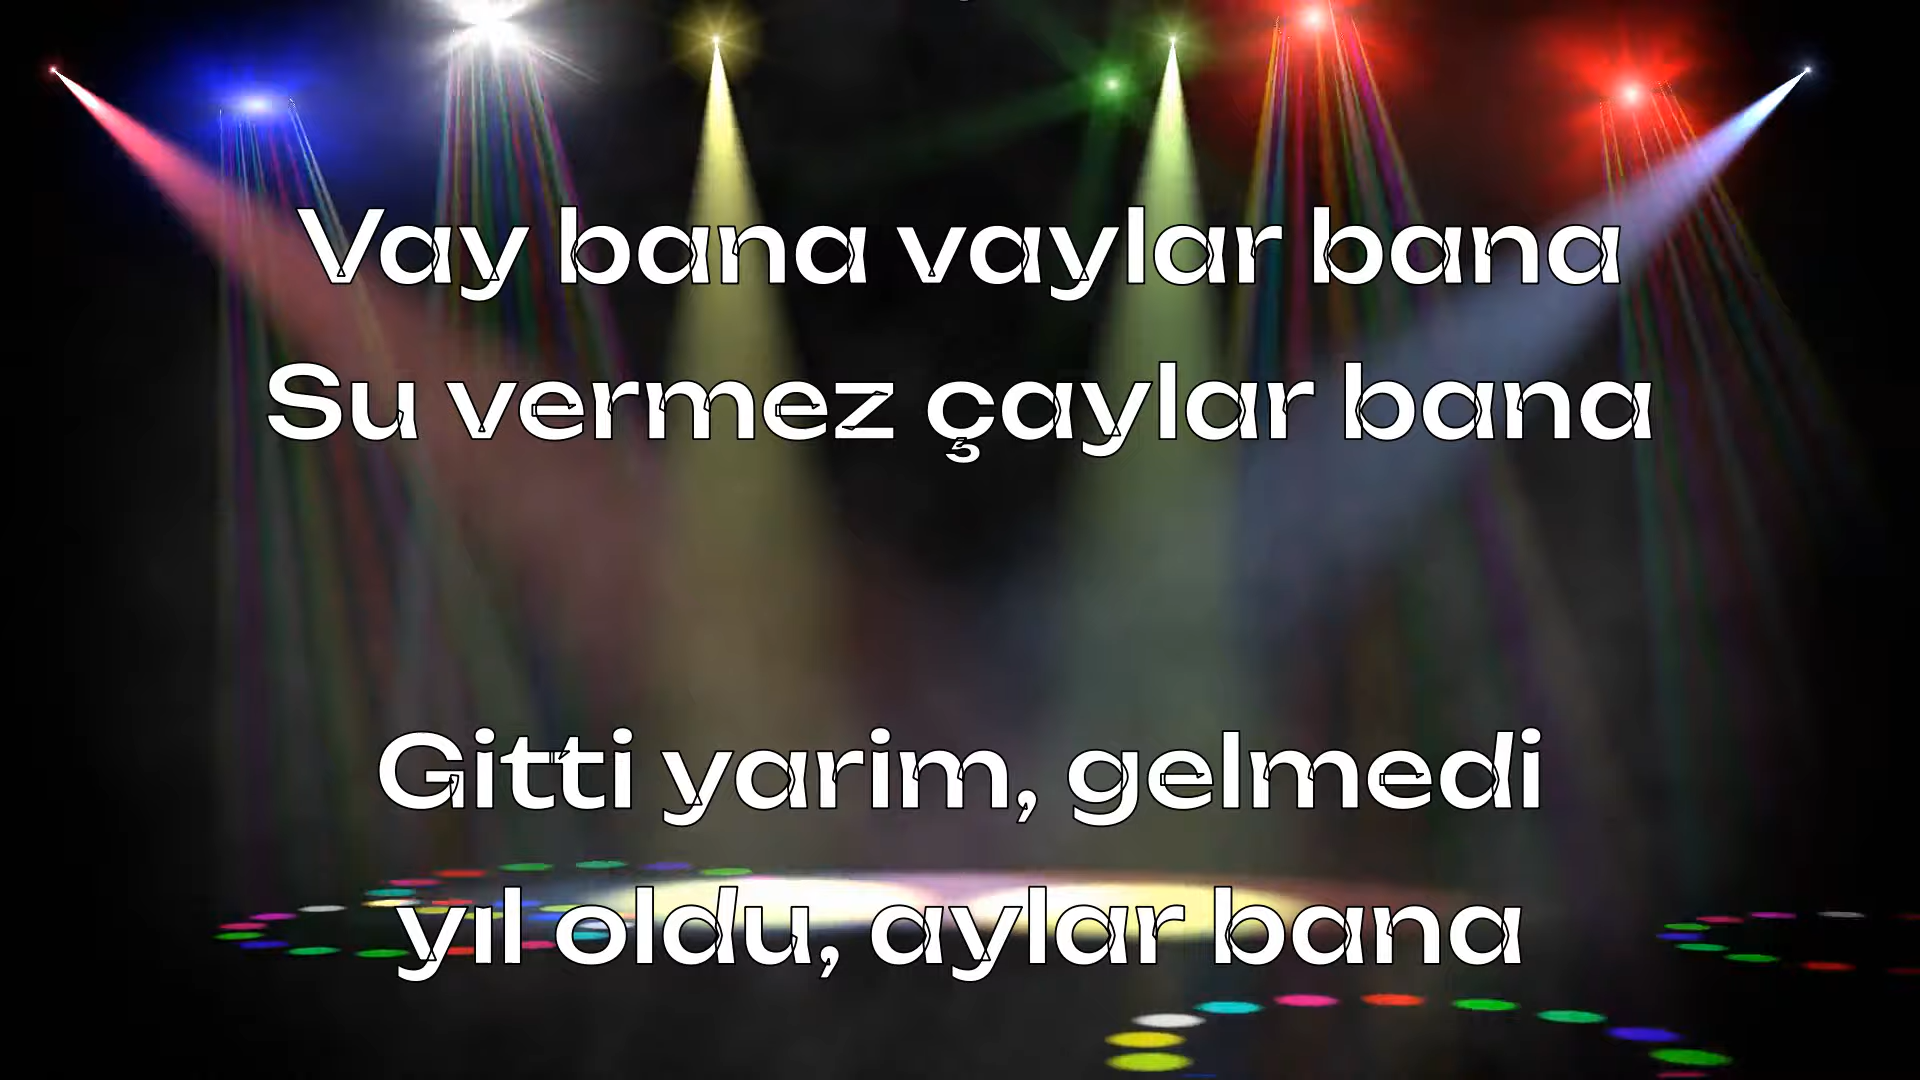 Vay bana vaylar bana
Su vermez çaylar bana
Gitti yarim, gelmedi
yıl oldu, aylar bana